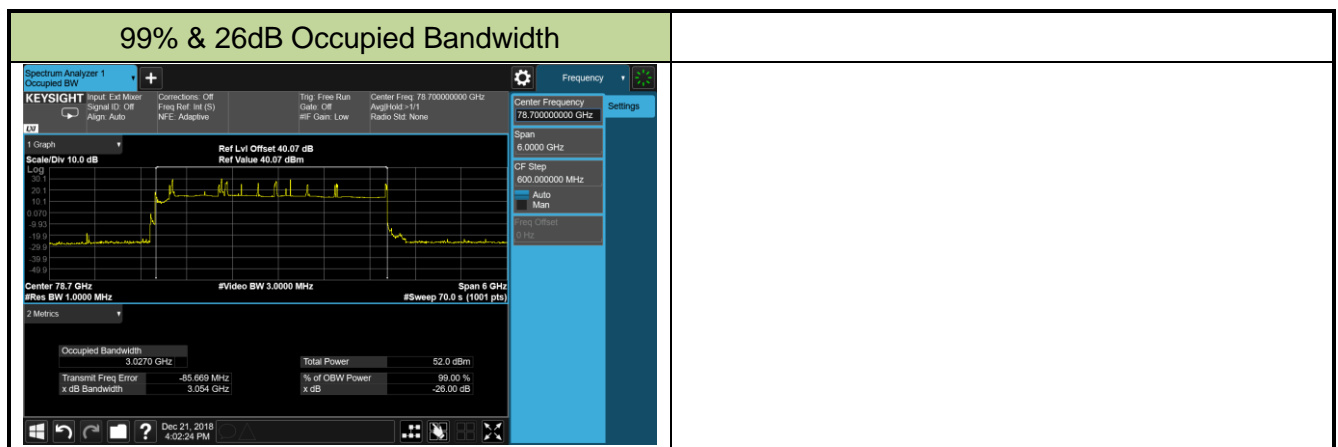 99% & 26dB Occupied Bandwidth
Spectrum Analyzer 1
Occupied BW
Frequency
KEYSIGHT
Input: Ext Mixer
Signal ID: Off
Align: Auto
Corrections: Off
Freq Ref: Int (S)
NFE: Adaptive
Trig: Free Run
Gate: Off
#IF Gain: Low
Center Freq: 78.700000000 GHz
Avg|Hold:>1/1
Radio Std: None
LXI
Center Frequency
78.700000000 GHz
Settings
Span
6.0000 GHz
CF Step
600.000000 MHz
Auto
Man
Freq Offset
0 Hz
1 Graph
Scale/Div 10.0 dB
Ref Lvl Offset 40.07 dB
Ref Value 40.07 dBm
Log
30.1
20.1
10.1
0.070
-9.93
-19.9
-29.9
-39.9
-49.9
Center 78.7 GHz
#Video BW 3.0000 MHz
Span 6 GHz
#Res BW 1.0000 MHz
#Sweep 70.0 s (1001 pts)
2 Metrics
Occupied Bandwidth
3.0270 GHz
Total Power 52.0 dBm
Transmit Freq Error -85.669 MHz
% of OBW Power 99.00 %
x dB Bandwidth 3.054 GHz
x dB -26.00 dB
?
Dec 21, 2018
4:02:24 PM